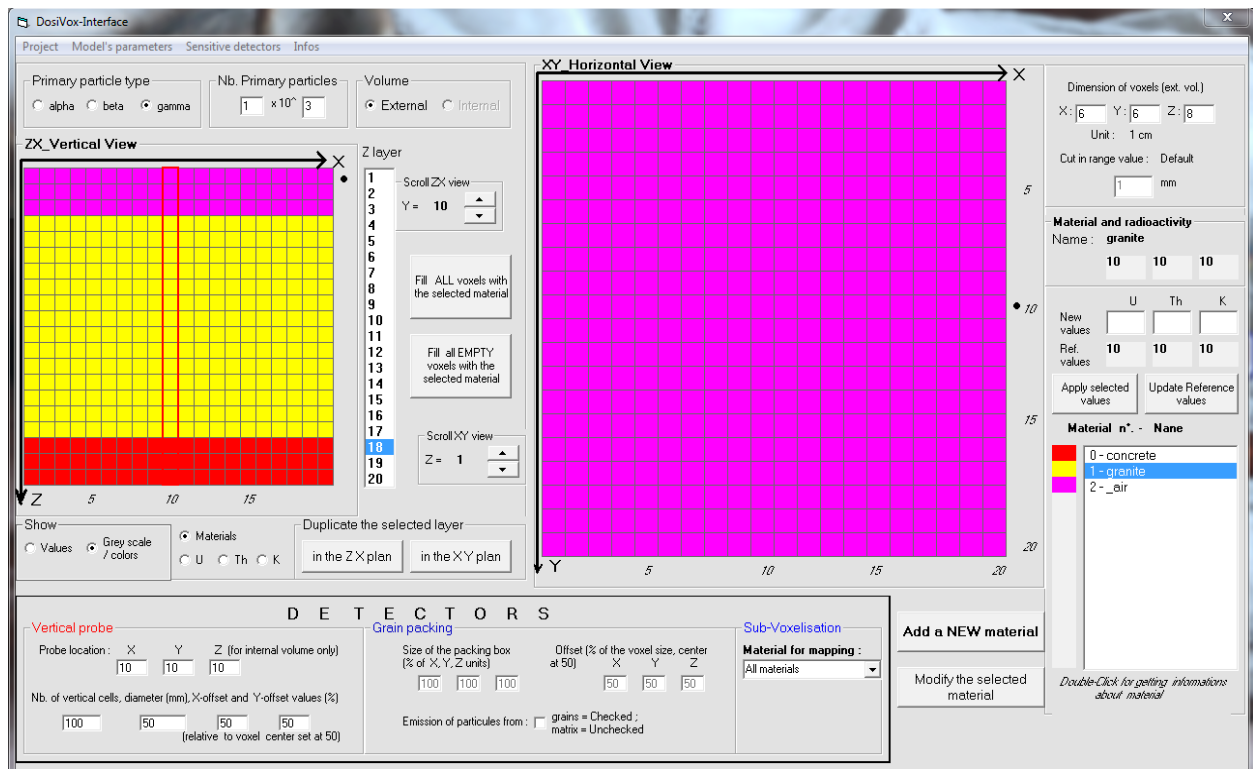 DosiVox-Interface
X
Project Model's parameters Sensitive detectors Infos
Primary particle type
alpha beta gamma
Nb. Primary particles
1 x10^ 3
Volume
External Internal
ZX_Vertical View
X
Z layer
1
2
3
4
5
6
7
8
9
10
11
12
13
14
15
16
17
18
19
20
Scroll ZX view
Y = 10
Fill ALL voxels with
the selected material
Fill all EMPTY
voxels with the
selected material
Scroll XY view
Z = 1
Z 5 10 15
Show
Values Grey scale
/ colors
Materials
U Th K
Duplicate the selected layer
in the ZX plan in the XY plan
XY_Horizontal View
X
5
10
15
20
Y 5 10 15 20
Dimension of voxels (ext. vol.)
X: 6 Y: 6 Z: 8
Unit : 1 cm
Cut in range value : Default
1 mm
Material and radioactivity
Name : granite
10 10 10
U Th K
New
values
Ref.
values 10 10 10
Apply selected
values
Update Reference
values
Material n°. - Nane
0 - concrete
1 - granite
2 - _air
Double-Click for getting informations
about material
D E T E C T O R S
Vertical probe
Probe location : X Y Z (for internal volume only)
10 10 10
Nb. of vertical cells, diameter (mm), X-offset and Y-offset values (%)
100 50 50 50
(relative to voxel center set at 50)
Grain packing
Size of the packing box
(% of X, Y, Z units)
100 100 100
Offset (% of the voxel size, center
at 50) X Y Z
50 50 50
Emission of particules from : grains = Checked ;
matrix = Unchecked
Sub-Voxelisation
Material for mapping :
All materials
Add a NEW material
Modify the selected
material